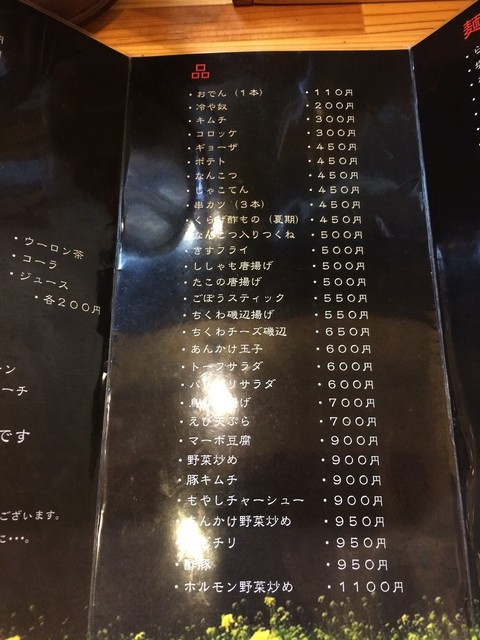 ・ウーロン茶
・コーラ
・ジュース
・各200円
ーチ
です
ございます。
に・・・。
品
・おでん（1本） ・110円
・冷や奴 ・200円
・キムチ ・300円
・コロッケ ・300円
・ギョーザ ・450円
・ポテト ・450円
・なんこつ ・450円
・じゃこてん ・450円
・串カツ（3本） ・450円
・くらげ酢もの（夏期） ・450円
・なんこつ入りつくね ・500円
・きすフライ ・500円
・ししゃも唐揚げ ・500円
・たこの唐揚げ ・500円
・ごぼうスティック ・550円
・ちくわ磯辺揚げ ・550円
・ちくわチーズ磯辺 ・650円
・あんかけ玉子 ・600円
・トーフサラダ ・600円
・サラダ ・600円
・げ ・700円
・えび天ぷら ・700円
・マーボ豆腐 ・900円
・野菜炒め ・900円
・豚キムチ ・900円
・もやしチャーシュー ・900円
・あんかけ野菜炒め ・950円
チリ ・950円
・酢豚 ・950円
・ホルモン野菜炒め ・1100円
麺